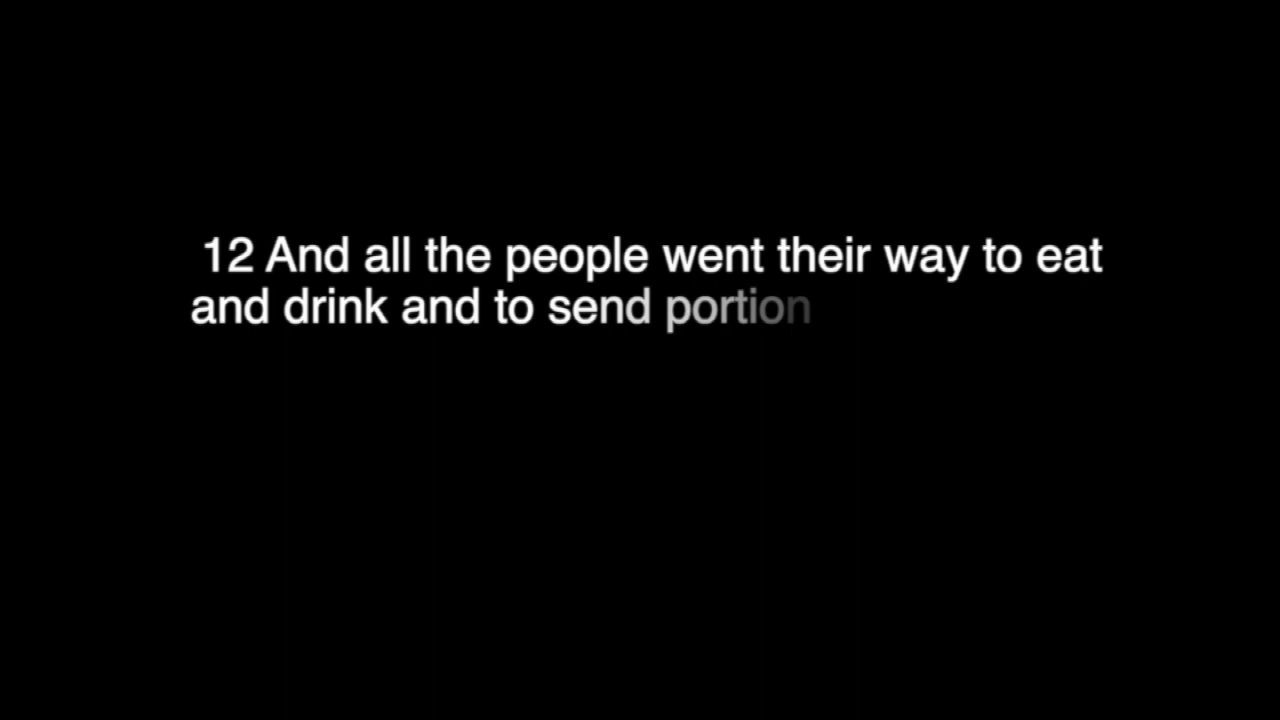 12 And all the people went their way to eat
and drink and to send portion